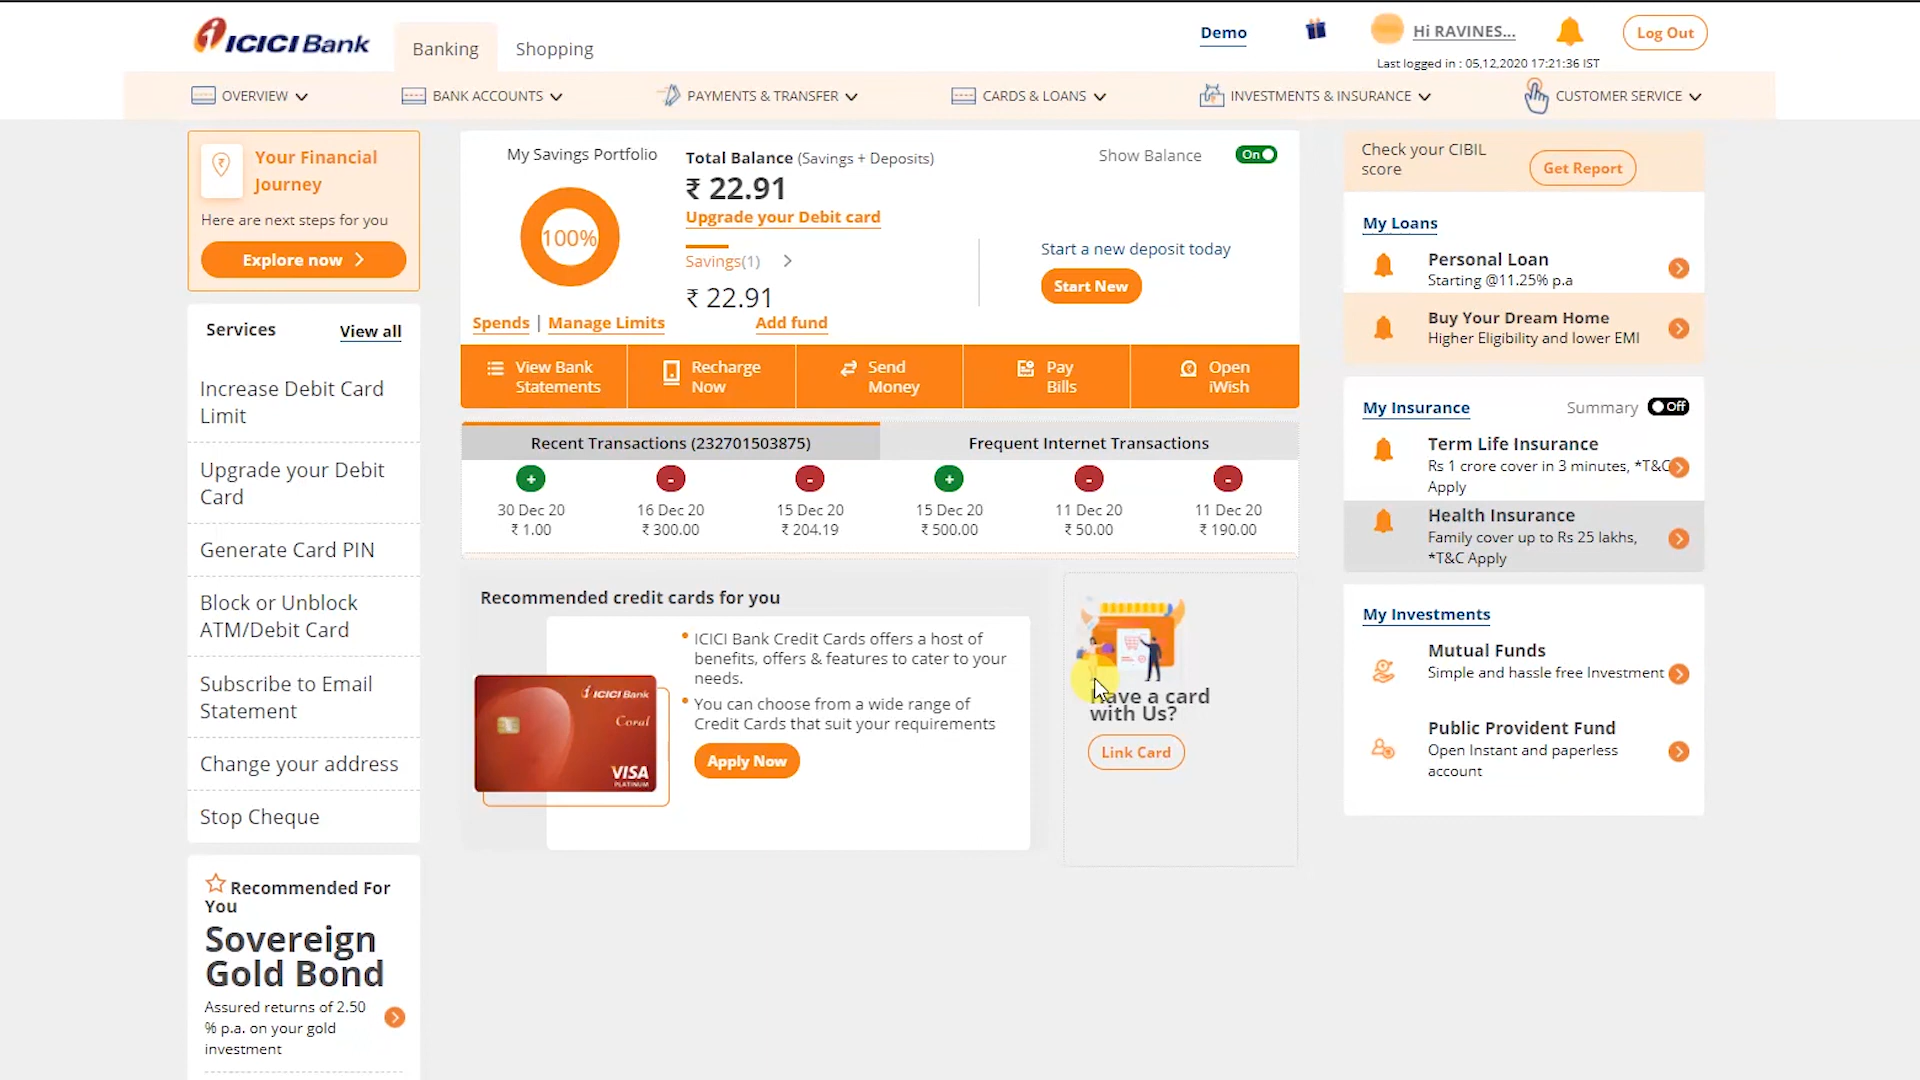 ICICI Bank
Banking
Shopping
Demo
Hi RAVINES...
Log Out
Last logged in : 05,12,2020 17:21:36 IST
OVERVIEW
BANK ACCOUNTS
PAYMENTS & TRANSFER
CARDS & LOANS
INVESTMENTS & INSURANCE
CUSTOMER SERVICE
Your Financial
Journey
Here are next steps for you
Explore now
Services
View all
Increase Debit Card
Limit
Upgrade your Debit
Card
Generate Card PIN
Block or Unblock
ATM/Debit Card
Subscribe to Email
Statement
Change your address
Stop Cheque
Recommended For
You
Sovereign
Gold Bond
Assured returns of 2.50
% p.a. on your gold
investment
My Savings Portfolio
100%
Total Balance (Savings + Deposits)
₹ 22.91
Upgrade your Debit card
Savings(1)
₹ 22.91
Show Balance
On
Start a new deposit today
Start New
Spends | Manage Limits
Add fund
View Bank
Statements
Recharge
Now
Send
Money
Pay
Bills
Open
iWish
Recent Transactions (232701503875)
Frequent Internet Transactions
+
-
-
+
-
-
30 Dec 20
16 Dec 20
15 Dec 20
15 Dec 20
11 Dec 20
11 Dec 20
₹ 1.00
₹ 300.00
₹ 204.19
₹ 500.00
₹ 50.00
₹ 190.00
Recommended credit cards for you
ICICI Bank
Coral
VISA
PLATINUM
• ICICI Bank Credit Cards offers a host of
benefits, offers & features to cater to your
needs.
• You can choose from a wide range of
Credit Cards that suit your requirements
Apply Now
Have a card
with Us?
Link Card
Check your CIBIL
score
Get Report
My Loans
Personal Loan
Starting @11.25% p.a
Buy Your Dream Home
Higher Eligibility and lower EMI
My Insurance
Summary
Off
Term Life Insurance
Rs 1 crore cover in 3 minutes, *T&C
Apply
Health Insurance
Family cover up to Rs 25 lakhs,
*T&C Apply
My Investments
Mutual Funds
Simple and hassle free Investment
Public Provident Fund
Open Instant and paperless
account